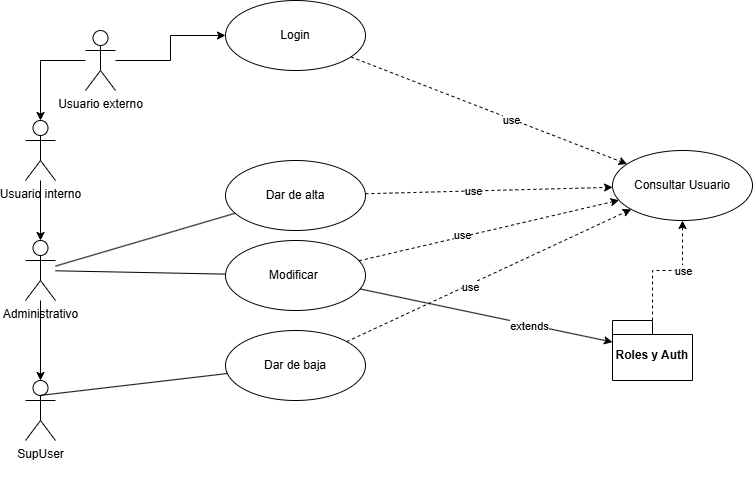 Login
Usuario externo
use
Usuario interno
Dar de alta
use
Consultar Usuario
use
Modificar
use
use
Administrativo
extends
Roles y Auth
Dar de baja
SupUser